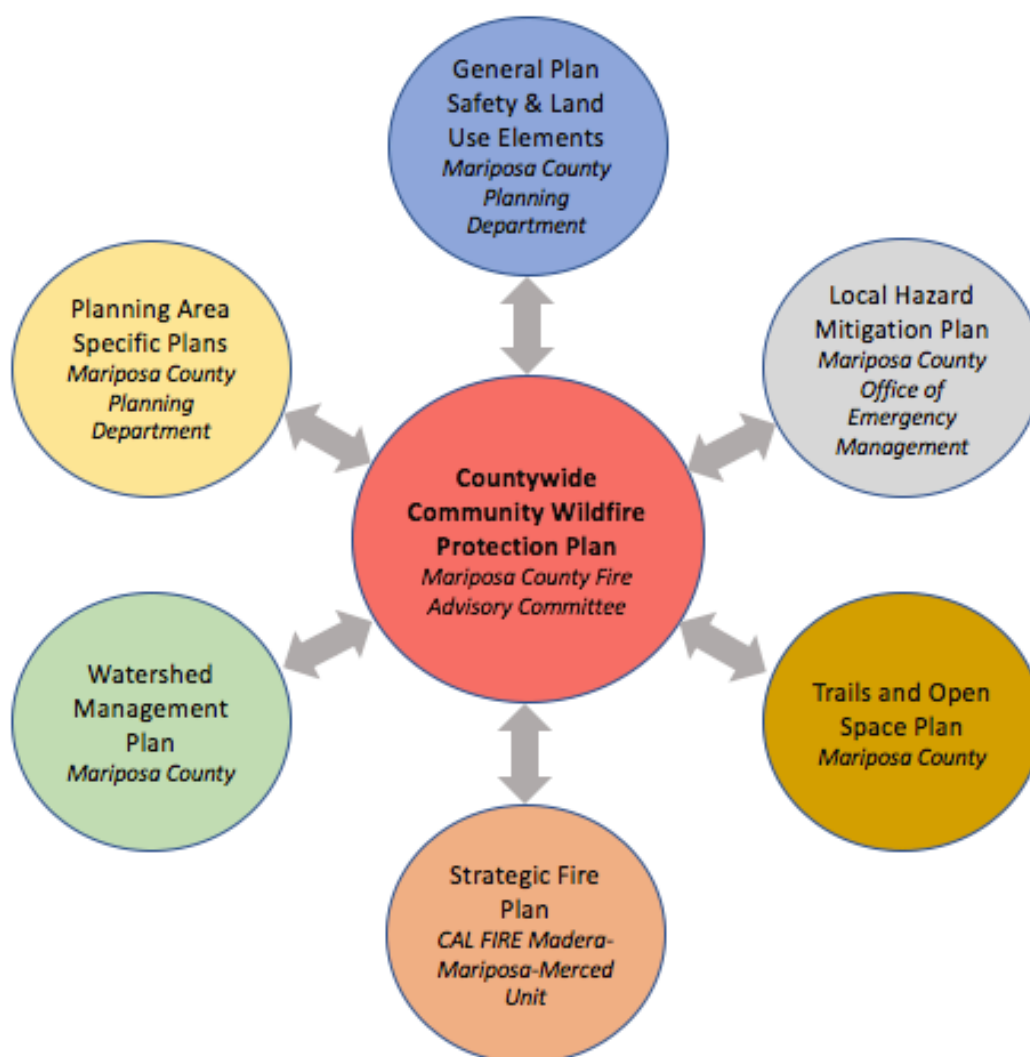 General Plan
Safety & Land
Use Elements
Mariposa County
Planning
Department
Planning Area
Specific Plans
Mariposa County
Planning
Department
Local Hazard
Mitigation Plan
Mariposa County
Office of
Emergency
Management
Countywide
Community Wildfire
Protection Plan
Mariposa County Fire
Advisory Committee
Watershed
Management
Plan
Mariposa County
Trails and Open
Space Plan
Mariposa County
Strategic Fire
Plan
CAL FIRE Madera-
Mariposa-Merced
Unit